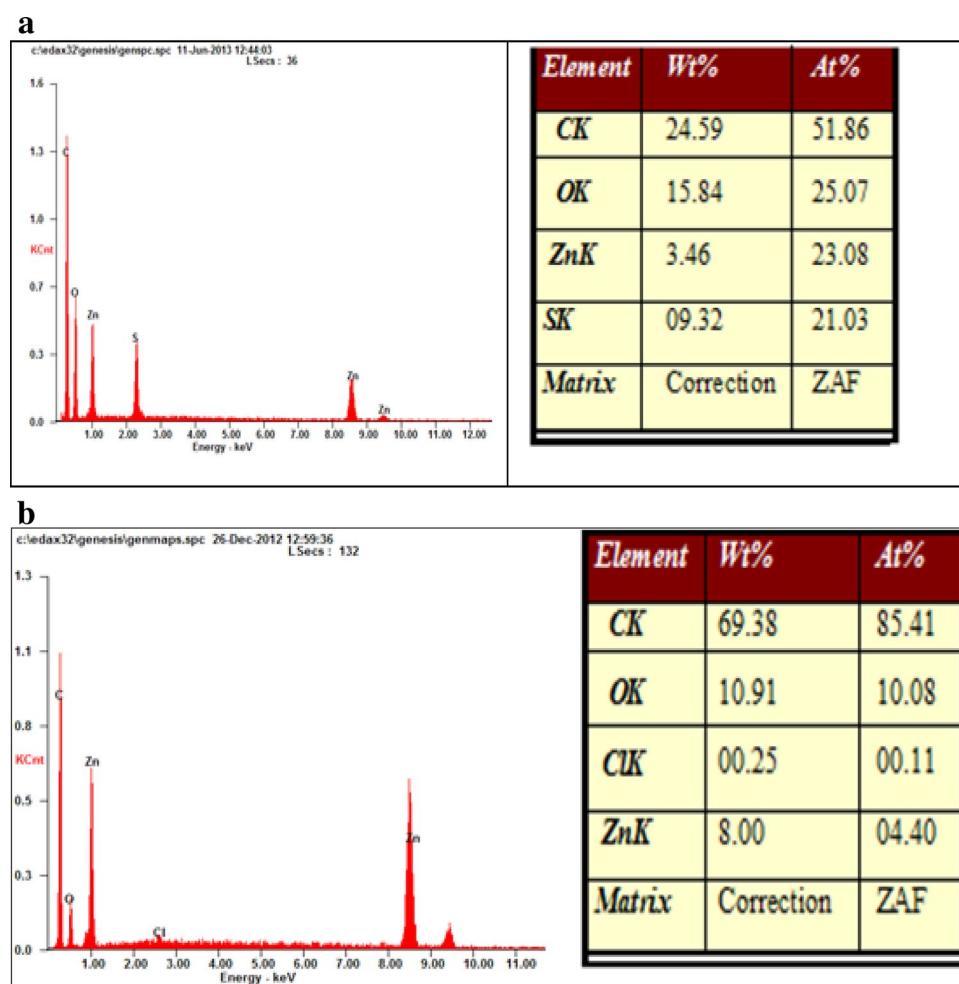 a
c:\edax32\genesis\genspc.spc 11-Jun-2013 12:44:03
LSecs : 36
1.6
1.3
1.0
KCnt
0.7
0.3
0.0
C
O
Zn
S
Zn
Zn
1.00 2.00 3.00 4.00 5.00 6.00 7.00 8.00 9.00 10.00 11.00 12.00
Energy - keV
Element Wt% At%
CK 24.59 51.86
OK 15.84 25.07
ZnK 3.46 23.08
SK 09.32 21.03
Matrix Correction ZAF
b
c:\edax32\genesis\genmaps.spc 26-Dec-2012 12:59:36
LSecs : 132
1.3
1.1
0.8
KCnt
0.5
0.3
0.0
C
O
Zn
Cl
Zn
1.00 2.00 3.00 4.00 5.00 6.00 7.00 8.00 9.00 10.00 11.00
Energy - keV
Element Wt% At%
CK 69.38 85.41
OK 10.91 10.08
ClK 00.25 00.11
ZnK 8.00 04.40
Matrix Correction ZAF